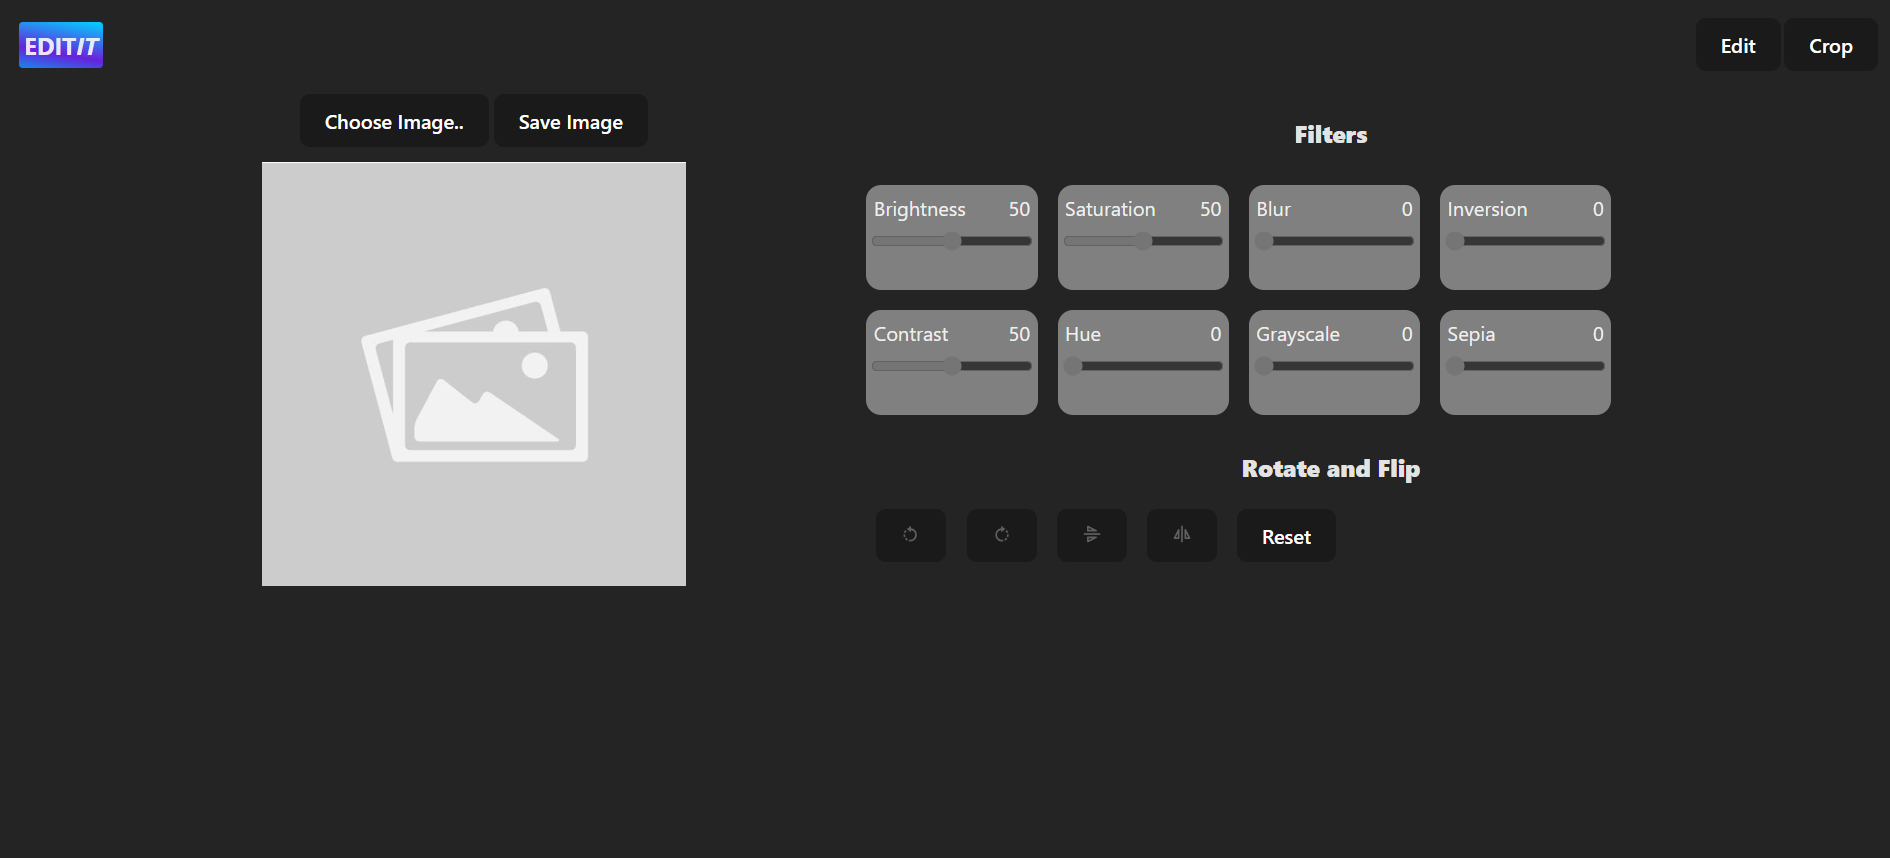 EDITIT
Edit Crop
Choose Image.. Save Image
Filters
Brightness 50 Saturation 50 Blur 0 Inversion 0
Contrast 50 Hue 0 Grayscale 0 Sepia 0
Rotate and Flip
Reset